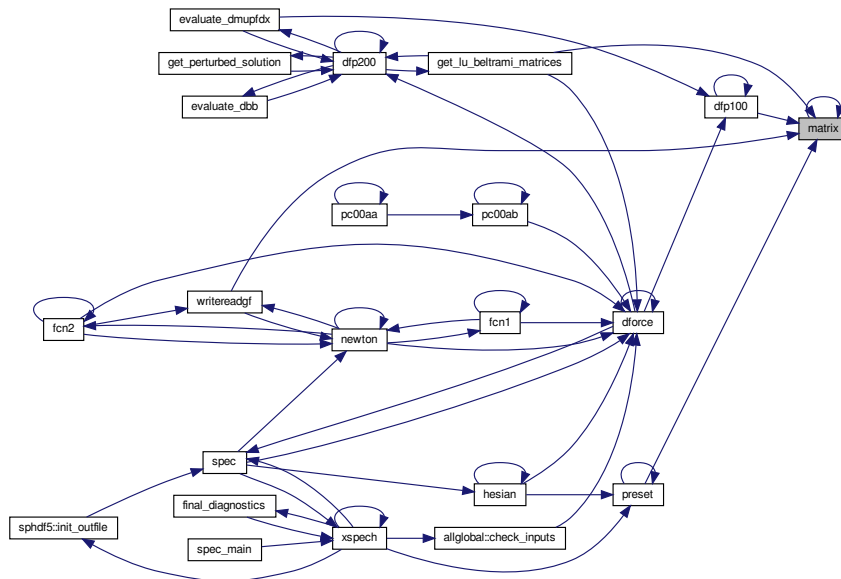 evaluate_dmupfdx
get_perturbed_solution
dfp200
get_lu_beltrami_matrices
evaluate_dbb
dfp100
matrix
pc00aa
pc00ab
writereadgf
fcn2
newton
fcn1
dforce
spec
final_diagnostics
hesian
preset
sphdf5::init_outfile
spec_main
xspech
allglobal::check_inputs